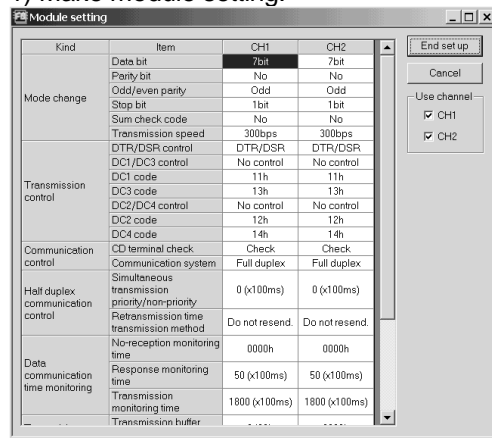 1) Make module setting.
Module setting
Kind Item CH1 CH2
Mode change
Data bit 7bit 7bit
Parity bit No No
Odd/even parity Odd Odd
Stop bit 1bit 1bit
Sum check code No No
Transmission speed 300bps 300bps
Transmission
control
DTR/DSR control DTR/DSR DTR/DSR
DC1/DC3 control No control No control
DC1 code 11h 11h
DC3 code 13h 13h
DC2/DC4 control No control No control
DC2 code 12h 12h
DC4 code 14h 14h
Communication
control
CD terminal check Check Check
Communication system Full duplex Full duplex
Half duplex
communication
control
Simultaneous
transmission
priority/non-priority
0 (x100ms) 0 (x100ms)
Retransmission time
transmission method
Do not resend. Do not resend.
Data
communication
time monitoring
No-reception monitoring
time
0000h 0000h
Response monitoring
time
50 (x100ms) 50 (x100ms)
Transmission
monitoring time
1800 (x100ms) 1800 (x100ms)
Transmission buffer
End set up
Cancel
Use channel
CH1
CH2